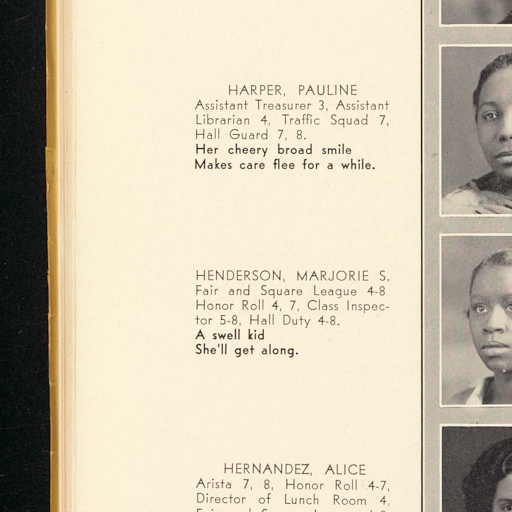 HARPER, PAULINE
Assistant Treasurer 3, Assistant
Librarian 4, Traffic Squad 7,
Hall Guard 7, 8.
Her cheery broad smile
Makes care flee for a while.
HENDERSON, MARJORIE S.
Fair and Square League 4-8
Honor Roll 4, 7, Class Inspec-
tor 5-8, Hall Duty 4-8.
A swell kid
She'll get along.
HERNANDEZ, ALICE
Arista 7, 8, Honor Roll 4-7,
Director of Lunch Room 4,